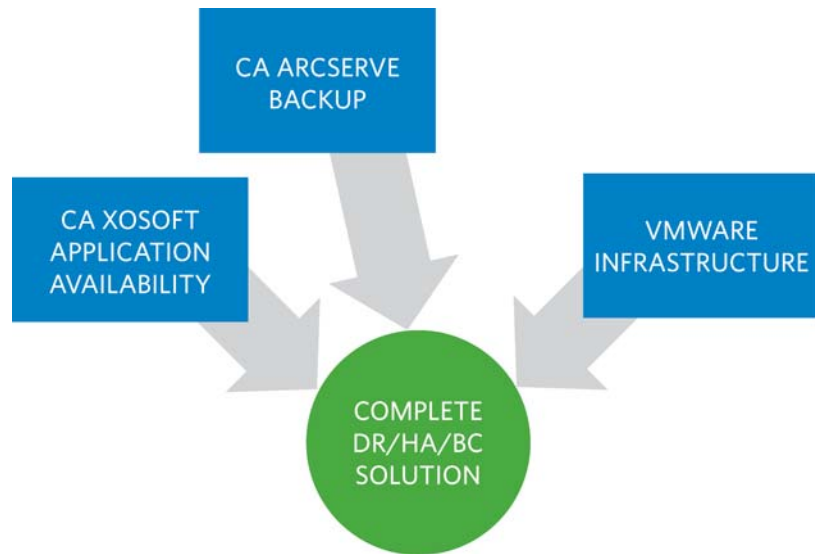 CA ARCSERVE
BACKUP
CA XOSOFT
APPLICATION
AVAILABILITY
VMWARE
INFRASTRUCTURE
COMPLETE
DR/HA/BC
SOLUTION